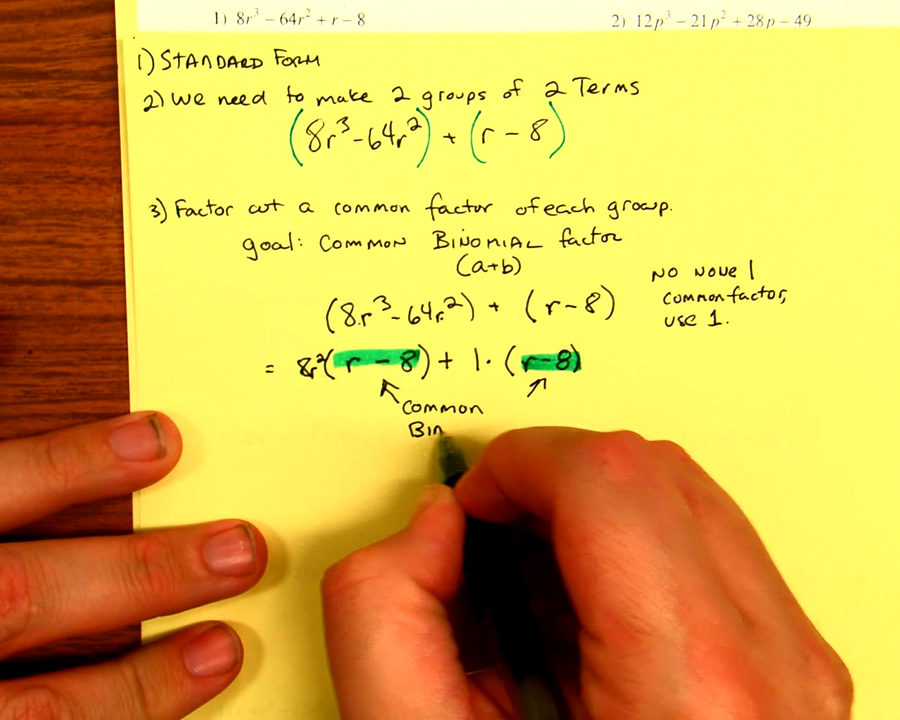 1) 8r³ − 64r² + r − 8
2) 12p³ − 21p² + 28p − 49
1) STANDARD FORM
2) We need to make 2 groups of 2 Terms
(8r³ − 64r²) + (r − 8)
3) Factor out a common factor of each group.
goal: COMMON BINOMIAL factor
(a+b)
NO NONE 1
common factor,
use 1.
(8r³ − 64r²) + (r − 8)
= 8r²(r − 8) + 1 · (r − 8)
COMMON
BIN